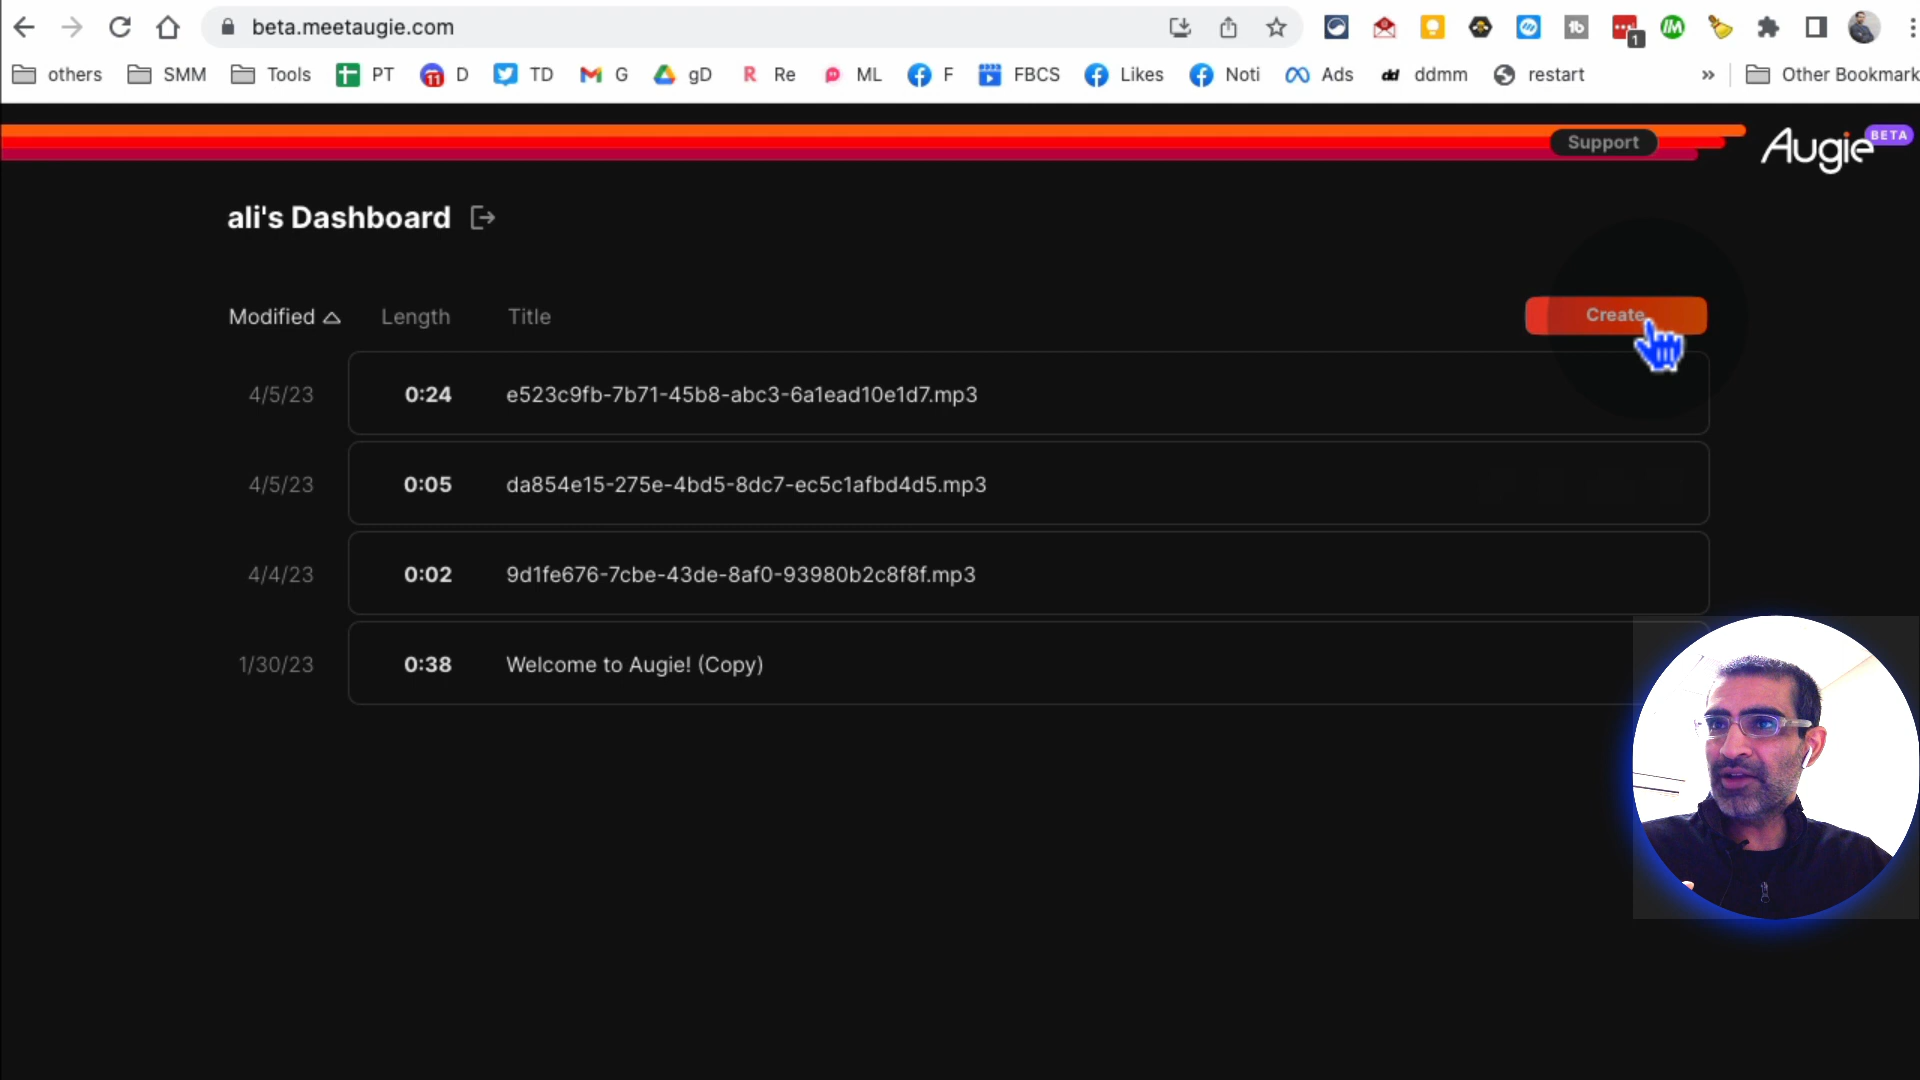 beta.meetaugie.com
1
others SMM Tools PT 11 D TD G gD Re ML F FBCS Likes Noti Ads dd ddmm restart » Other Bookmark
Support Augie BETA
ali's Dashboard
Modified Length Title Create
4/5/23 0:24 e523c9fb-7b71-45b8-abc3-6a1ead10e1d7.mp3
4/5/23 0:05 da854e15-275e-4bd5-8dc7-ec5c1afbd4d5.mp3
4/4/23 0:02 9d1fe676-7cbe-43de-8af0-93980b2c8f8f.mp3
1/30/23 0:38 Welcome to Augie! (Copy)